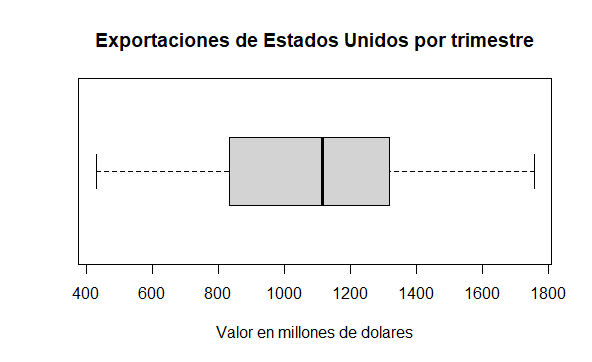 Exportaciones de Estados Unidos por trimestre
400 600 800 1000 1200 1400 1600 1800
Valor en millones de dolares